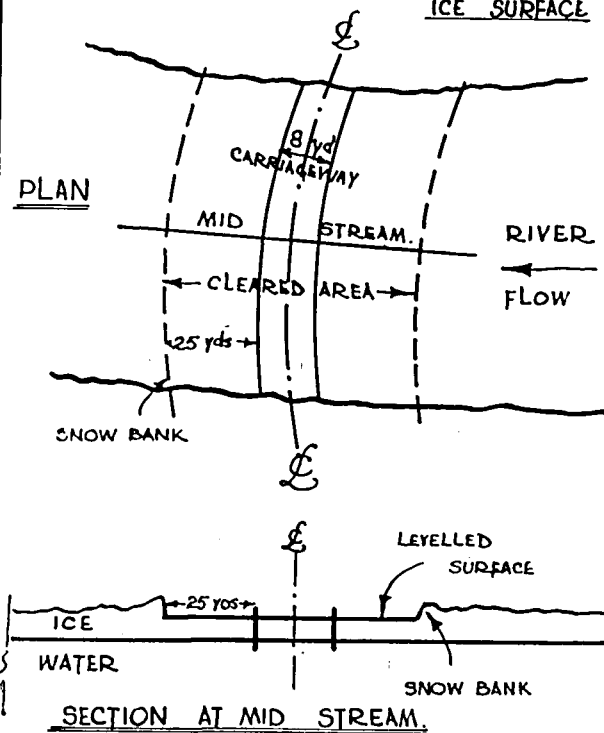 ICE SURFACE
℄
8 yd
CARRIAGEWAY
PLAN
MID STREAM.
RIVER
FLOW
CLEARED AREA
25 yds
SNOW BANK
℄
℄
LEVELLED
SURFACE
25 YDS
ICE
WATER
SNOW BANK
SECTION AT MID STREAM.